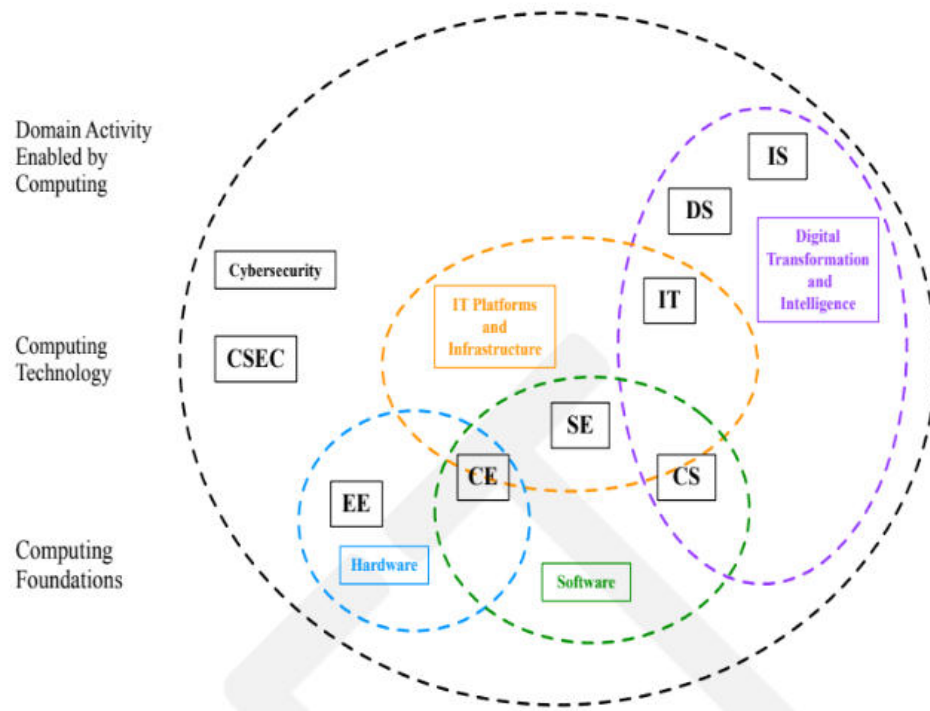 Domain Activity
Enabled by
Computing
IS
DS
Digital
Transformation
and
Intelligence
Cybersecurity
IT Platforms
and
Infrastructure
IT
Computing
Technology
CSEC
SE
CE
CS
EE
Computing
Foundations
Hardware
Software